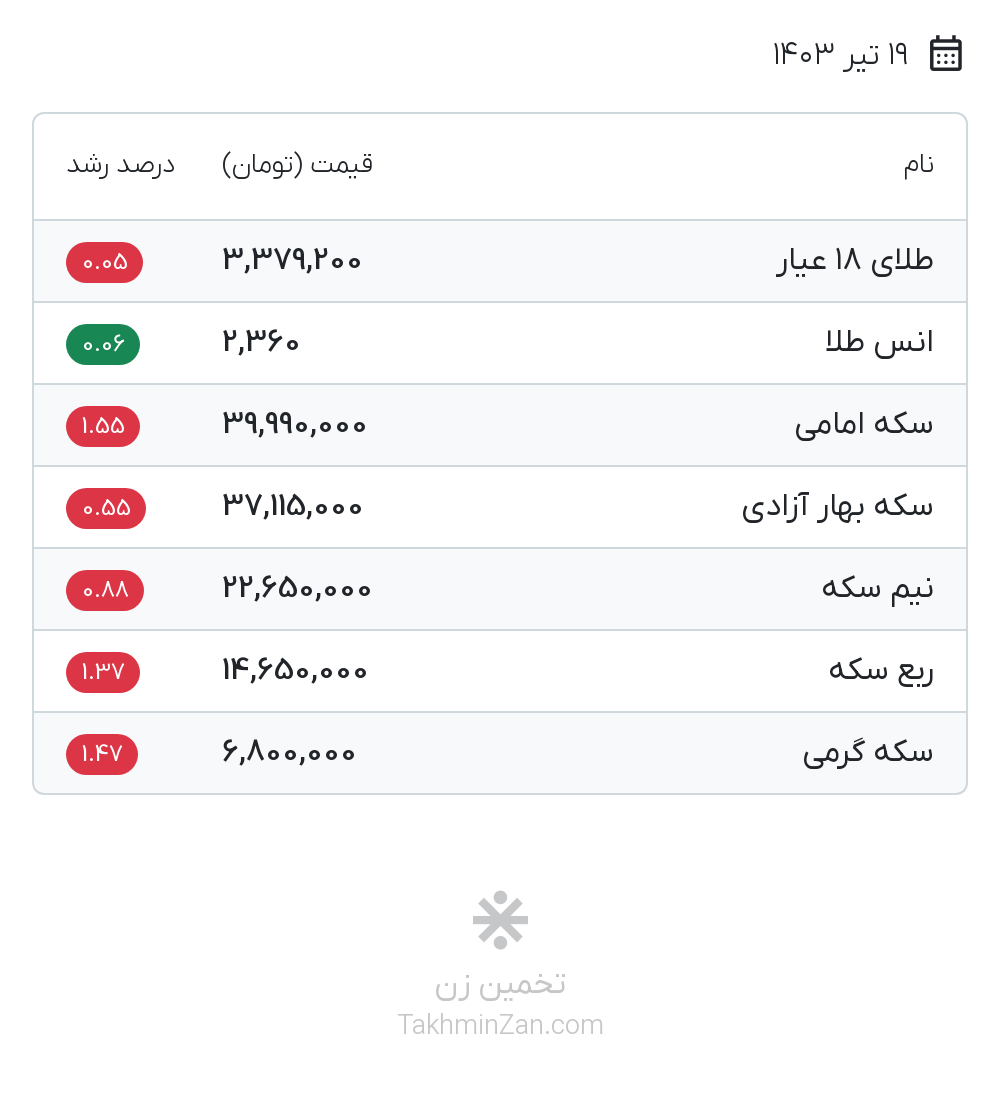 ۱۹ تیر ۱۴۰۳
نام قیمت (تومان) درصد رشد
طلای ۱۸ عیار ۳,۳۷۹,۲۰۰ ۰.۰۵
انس طلا ۲,۳۶۰ ۰.۰۶
سکه امامی ۳۹,۹۹۰,۰۰۰ ۱.۵۵
سکه بهار آزادی ۳۷,۱۱۵,۰۰۰ ۰.۵۵
نیم سکه ۲۲,۶۵۰,۰۰۰ ۰.۸۸
ربع سکه ۱۴,۶۵۰,۰۰۰ ۱.۳۷
سکه گرمی ۶,۸۰۰,۰۰۰ ۱.۴۷
تخمین زن
TakhminZan.com